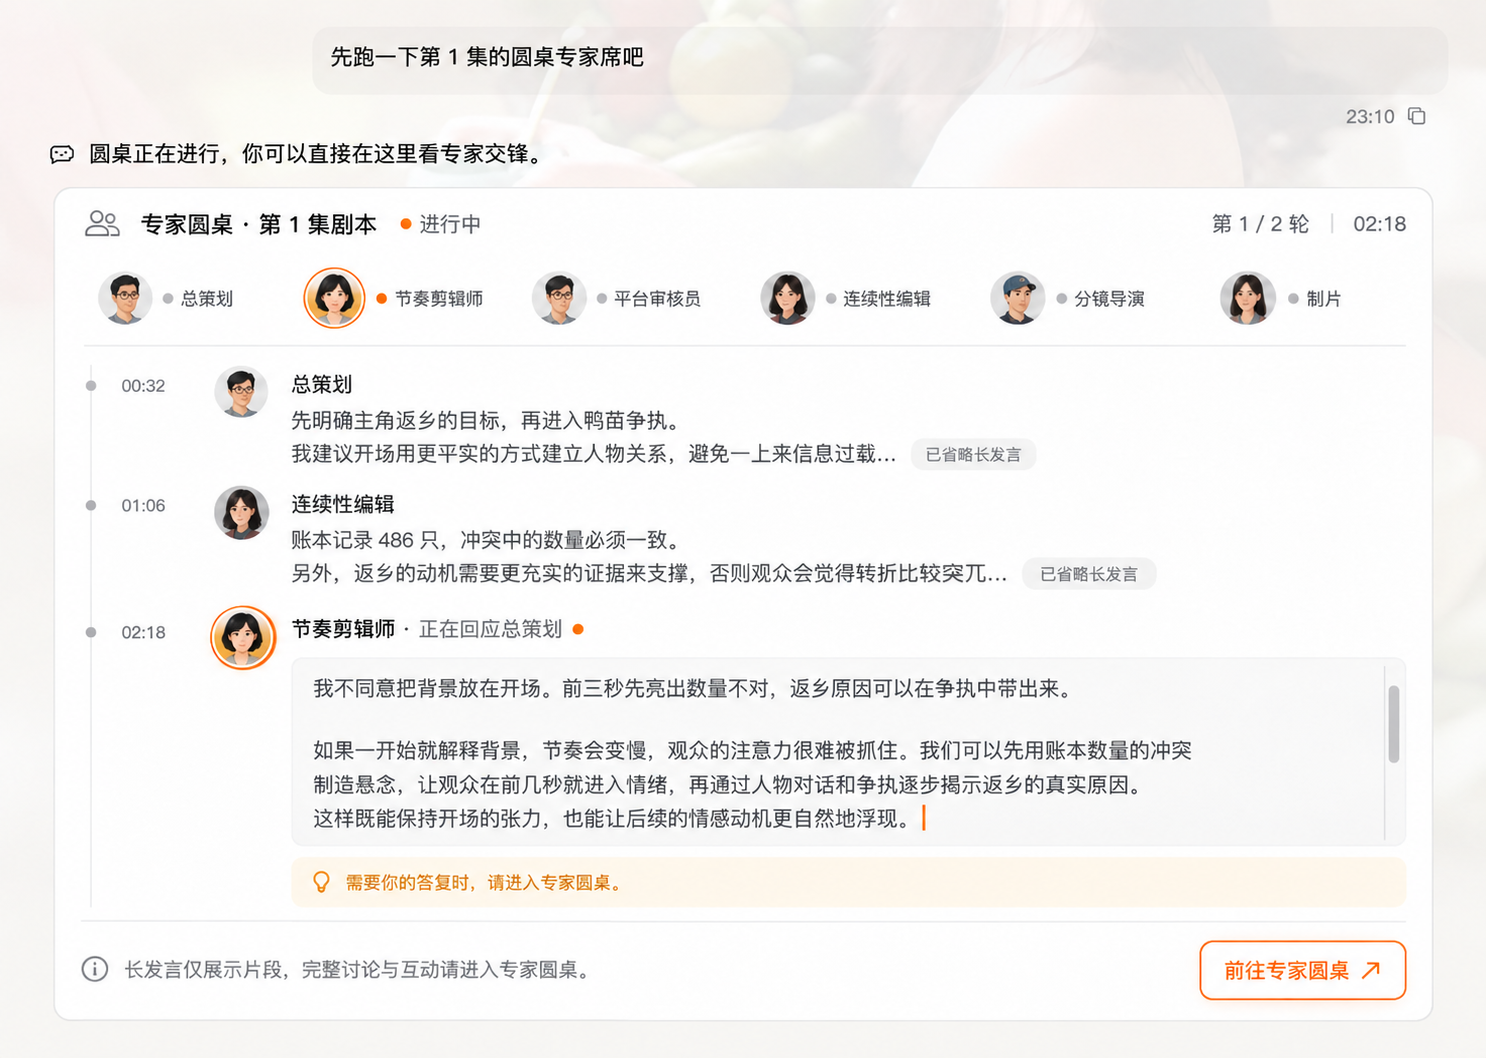 先跑一下第 1 集的圆桌专家席吧
23:10
圆桌正在进行，你可以直接在这里看专家交锋。
专家圆桌 · 第 1 集剧本 进行中 第 1 / 2 轮 02:18
总策划 节奏剪辑师 平台审核员 连续性编辑 分镜导演 制片
00:32 总策划
先明确主角返乡的目标，再进入鸭苗争执。
我建议开场用更平实的方式建立人物关系，避免一上来信息过载… 已省略长发言
01:06 连续性编辑
账本记录 486 只，冲突中的数量必须一致。
另外，返乡的动机需要更充实的证据来支撑，否则观众会觉得转折比较突兀… 已省略长发言
02:18 节奏剪辑师 · 正在回应总策划
我不同意把背景放在开场。前三秒先亮出数量不对，返乡原因可以在争执中带出来。
如果一开始就解释背景，节奏会变慢，观众的注意力很难被抓住。我们可以先用账本数量的冲突
制造悬念，让观众在前几秒就进入情绪，再通过人物对话和争执逐步揭示返乡的真实原因。
这样既能保持开场的张力，也能让后续的情感动机更自然地浮现。
需要你的答复时，请进入专家圆桌。
长发言仅展示片段，完整讨论与互动请进入专家圆桌。
前往专家圆桌